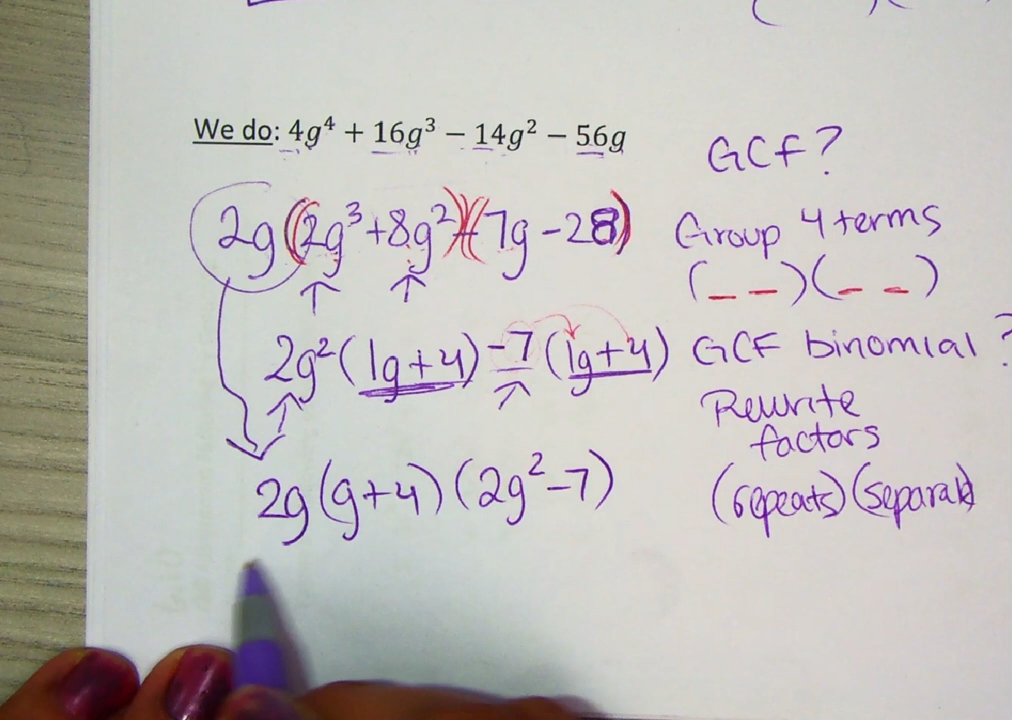 We do: 4g⁴ + 16g³ − 14g² − 56g
GCF?
2g(2g³+8g²)(-7g-28)
Group 4 terms
(_ _)(_ _)
2g²(1g+4)-7(1g+4)
GCF binomial?
Rewrite
factors
2g(g+4)(2g²-7)
(repeats)(separate)